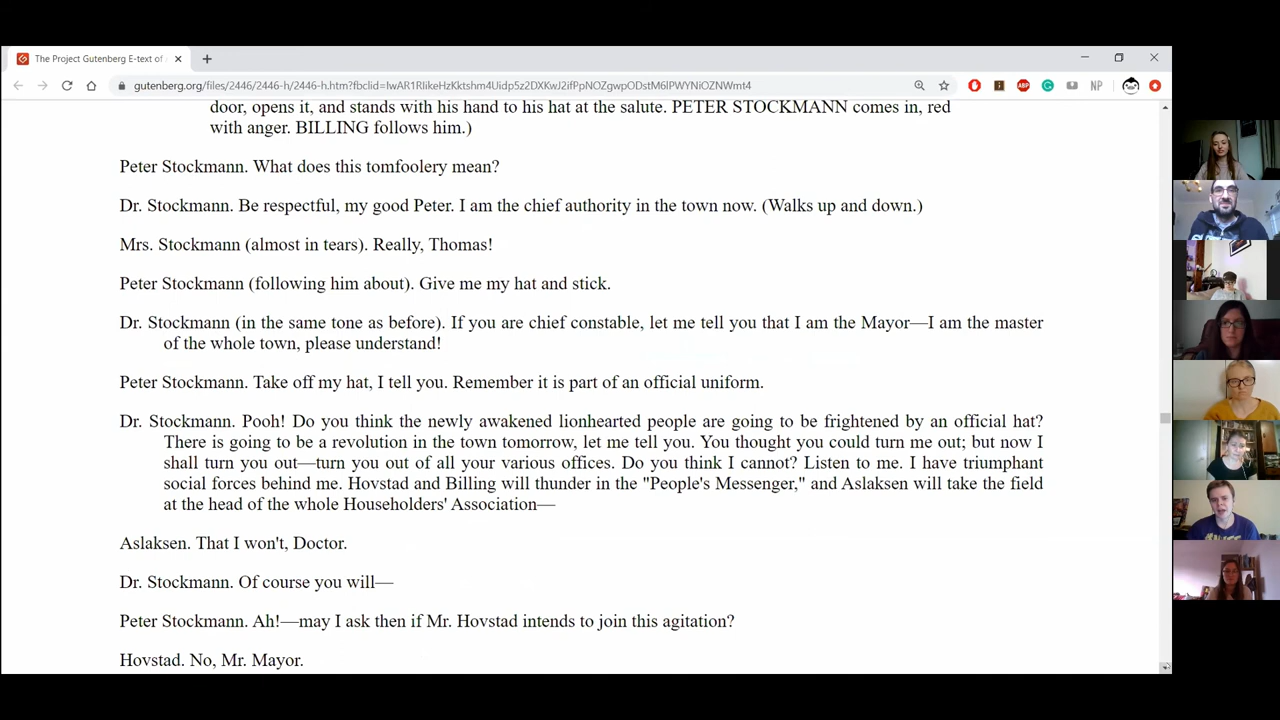 The Project Gutenberg E-text of
gutenberg.org/files/2446/2446-h/2446-h.htm?fbclid=IwAR1RIikeHzKktshm4Uidp5z2DXKwJ2ifPpNOZgwpODstM6lPWYNiOZNWmt4
ABP
NP
door, opens it, and stands with his hand to his hat at the salute. PETER STOCKMANN comes in, red
with anger. BILLING follows him.)
Peter Stockmann. What does this tomfoolery mean?
Dr. Stockmann. Be respectful, my good Peter. I am the chief authority in the town now. (Walks up and down.)
Mrs. Stockmann (almost in tears). Really, Thomas!
Peter Stockmann (following him about). Give me my hat and stick.
Dr. Stockmann (in the same tone as before). If you are chief constable, let me tell you that I am the Mayor—I am the master
of the whole town, please understand!
Peter Stockmann. Take off my hat, I tell you. Remember it is part of an official uniform.
Dr. Stockmann. Pooh! Do you think the newly awakened lionhearted people are going to be frightened by an official hat?
There is going to be a revolution in the town tomorrow, let me tell you. You thought you could turn me out; but now I
shall turn you out—turn you out of all your various offices. Do you think I cannot? Listen to me. I have triumphant
social forces behind me. Hovstad and Billing will thunder in the "People's Messenger," and Aslaksen will take the field
at the head of the whole Householders' Association—
Aslaksen. That I won't, Doctor.
Dr. Stockmann. Of course you will—
Peter Stockmann. Ah!—may I ask then if Mr. Hovstad intends to join this agitation?
Hovstad. No, Mr. Mayor.